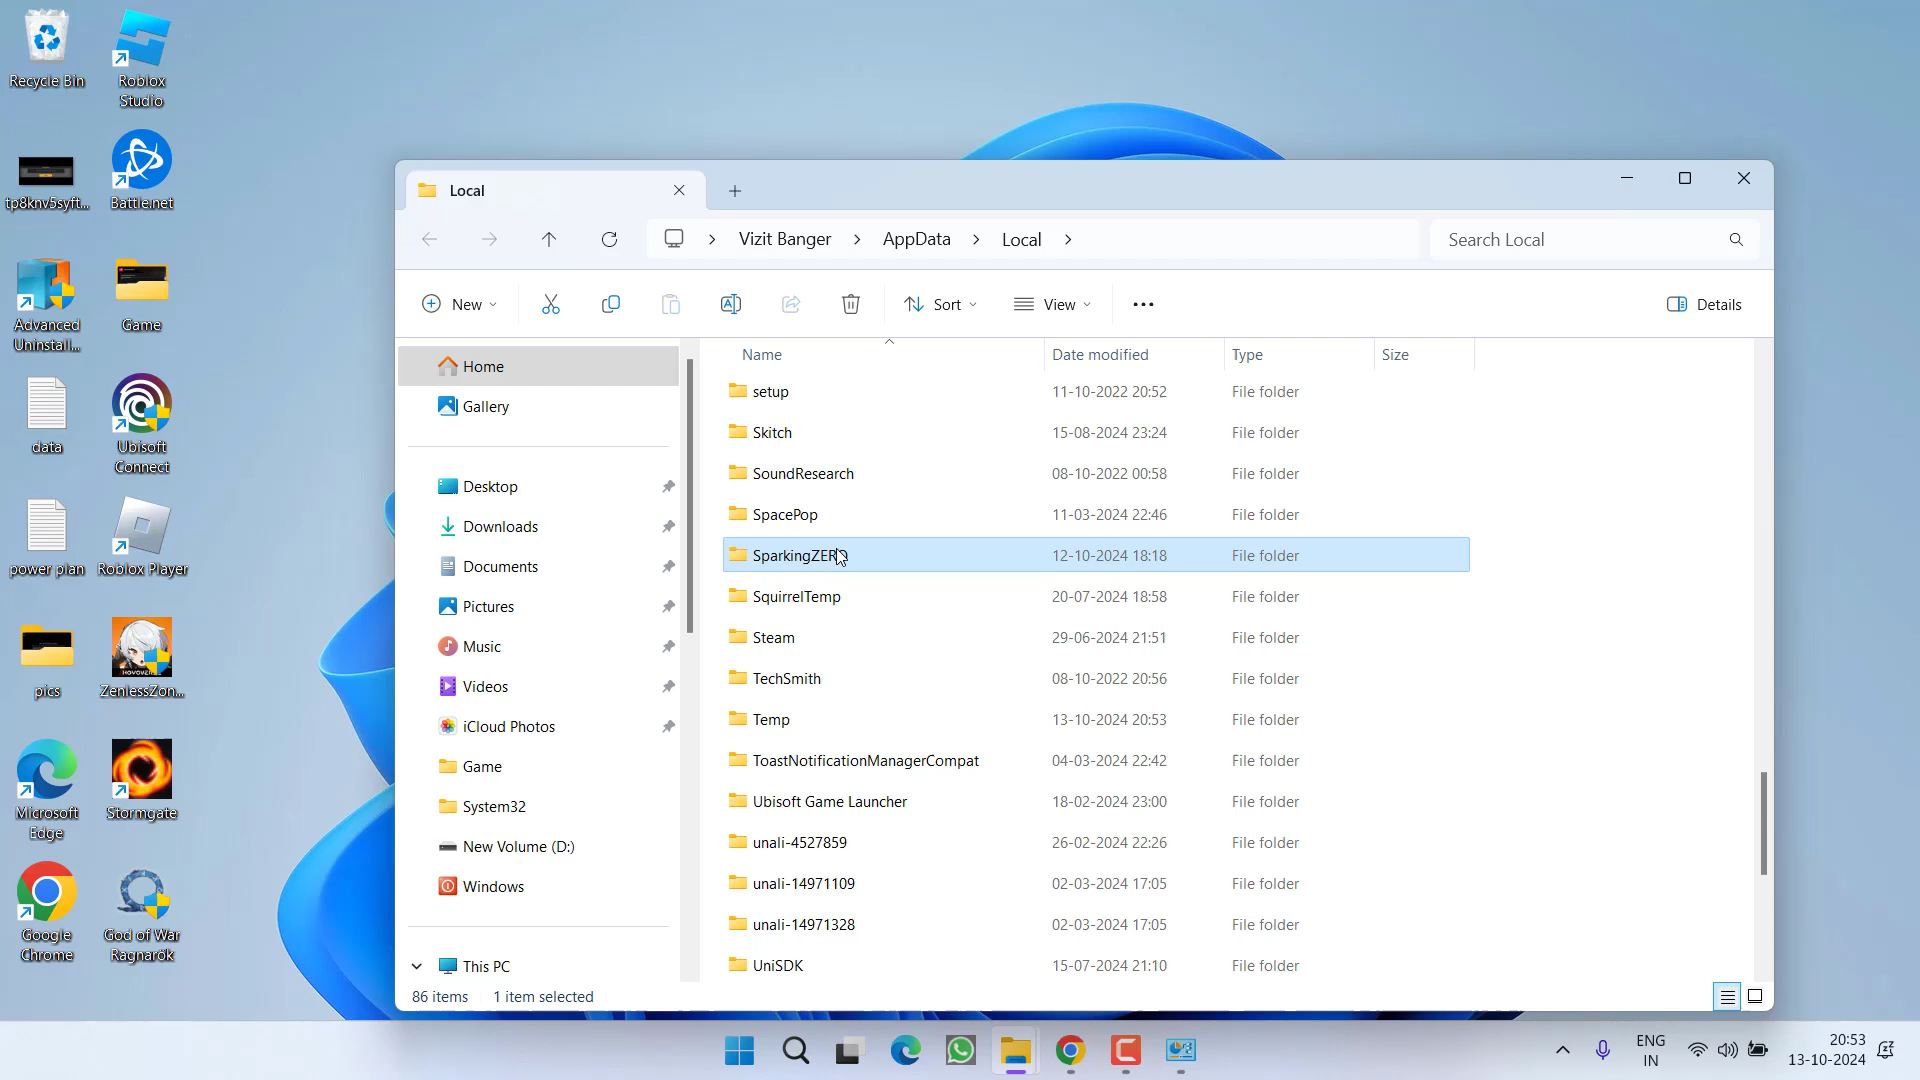 Recycle Bin
Roblox
Studio
tp8knv5syft...
Battle.net
Advanced
Uninstall...
Game
data
Ubisoft
Connect
power plan
Roblox Player
pics
ZenlessZon...
Microsoft
Edge
Stormgate
Google
Chrome
God of War
Ragnarök
Local
Vizit Banger
AppData
Local
Search Local
New
Sort
View
Details
Home
Gallery
Desktop
Downloads
Documents
Pictures
Music
Videos
iCloud Photos
Game
System32
New Volume (D:)
Windows
This PC
Name Date modified Type Size
setup 11-10-2022 20:52 File folder
Skitch 15-08-2024 23:24 File folder
SoundResearch 08-10-2022 00:58 File folder
SpacePop 11-03-2024 22:46 File folder
SparkingZERO 12-10-2024 18:18 File folder
SquirrelTemp 20-07-2024 18:58 File folder
Steam 29-06-2024 21:51 File folder
TechSmith 08-10-2022 20:56 File folder
Temp 13-10-2024 20:53 File folder
ToastNotificationManagerCompat 04-03-2024 22:42 File folder
Ubisoft Game Launcher 18-02-2024 23:00 File folder
unali-4527859 26-02-2024 22:26 File folder
unali-14971109 02-03-2024 17:05 File folder
unali-14971328 02-03-2024 17:05 File folder
UniSDK 15-07-2024 21:10 File folder
86 items 1 item selected
ENG
IN
20:53
13-10-2024